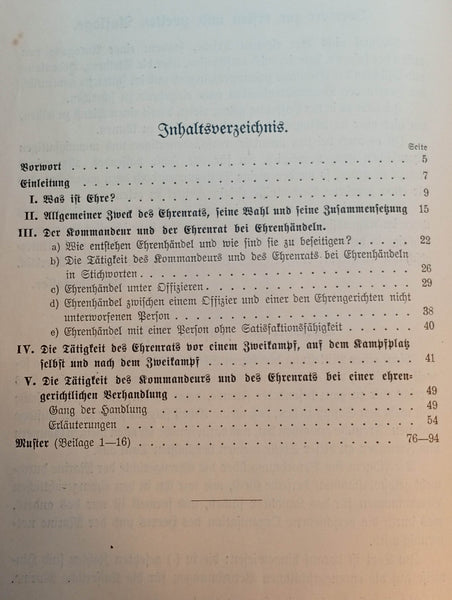 Inhaltsverzeichnis.
Seite
Vorwort . . . . . . . . . . . . . . . . . . . . 5
Einleitung . . . . . . . . . . . . . . . . . . . . 7
I. Was ist Ehre? . . . . . . . . . . . . . . . . . . 9
II. Allgemeiner Zweck des Ehrenrats, seine Wahl und seine Zusammensetzung 15
III. Der Kommandeur und der Ehrenrat bei Ehrenhändeln.
a) Wie entstehen Ehrenhändel und wie sind sie zu beseitigen? . . . . 22
b) Die Tätigkeit des Kommandeurs und des Ehrenrats bei Ehrenhändeln
in Stichworten . . . . . . . . . . . . . . . . . 26
c) Ehrenhändel unter Offizieren . . . . . . . . . . . . 29
d) Ehrenhändel zwischen einem Offizier und einer den Ehrengerichten nicht
unterworfenen Person . . . . . . . . . . . . . . 38
e) Ehrenhändel mit einer Person ohne Satisfaktionsfähigkeit . . . . . 40
IV. Die Tätigkeit des Ehrenrats vor einem Zweikampf, auf dem Kampfplatz
selbst und nach dem Zweikampf . . . . . . . . . . . . 41
V. Die Tätigkeit des Kommandeurs und des Ehrenrats bei einer ehren-
gerichtlichen Verhandlung . . . . . . . . . . . . . . 49
Gang der Handlung . . . . . . . . . . . . . . . . 49
Erläuterungen . . . . . . . . . . . . . . . . . . 54
Muster (Beilage 1—16) . . . . . . . . . . . . . . . . 76—94